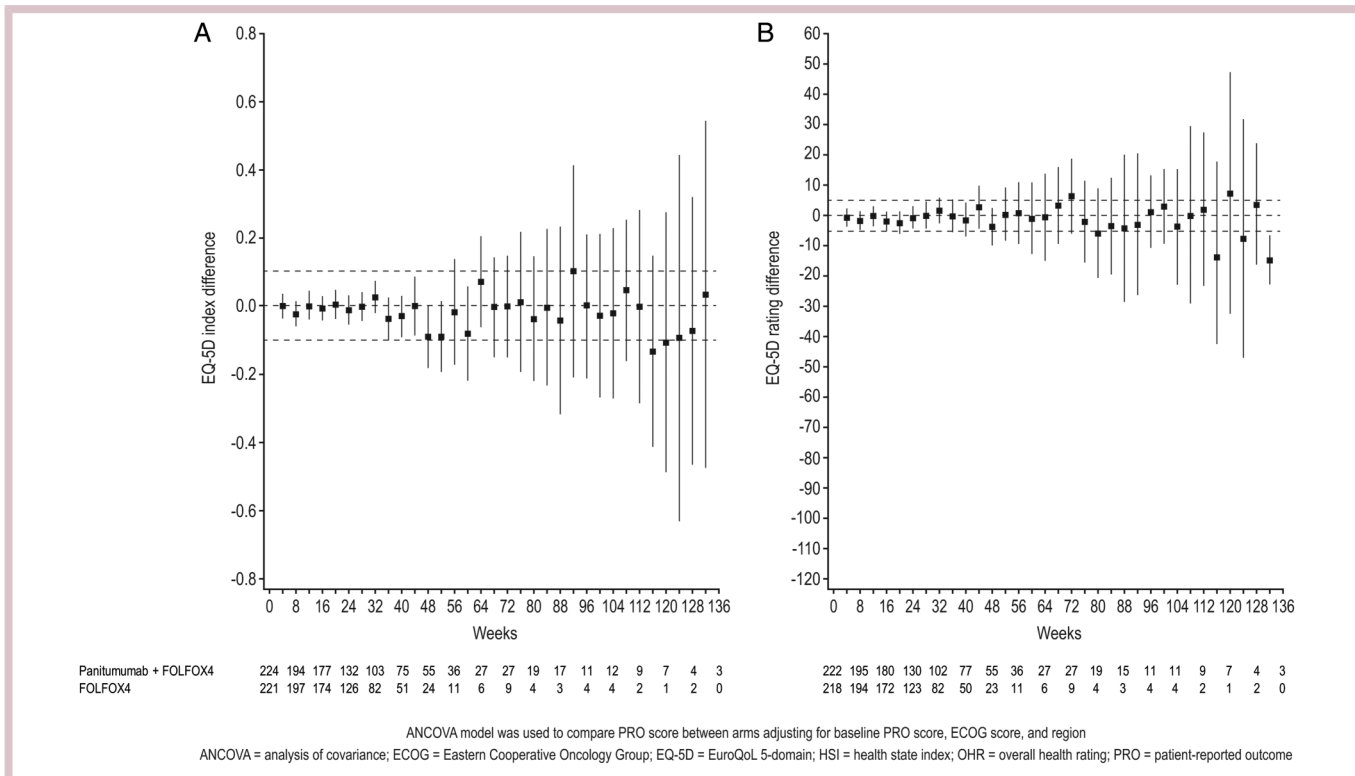 A
0.8
0.6
0.4
0.2
0.0
-0.2
-0.4
-0.6
-0.8
EQ-5D index difference
0 8 16 24 32 40 48 56 64 72 80 88 96 104 112 120 128 136
Weeks
B
60
50
40
30
20
10
0
-10
-20
-30
-40
-50
-60
-70
-80
-90
-100
-110
-120
EQ-5D rating difference
0 8 16 24 32 40 48 56 64 72 80 88 96 104 112 120 128 136
Weeks
Panitumumab + FOLFOX4 224 194 177 132 103 75 55 36 27 27 19 17 11 12 9 7 4 3 222 195 180 130 102 77 55 36 27 27 19 15 11 11 9 7 4 3
FOLFOX4 221 197 174 126 82 51 24 11 6 9 4 3 4 4 2 1 2 0 218 194 172 123 82 50 23 11 6 9 4 3 4 4 2 1 2 0
ANCOVA model was used to compare PRO score between arms adjusting for baseline PRO score, ECOG score, and region
ANCOVA = analysis of covariance; ECOG = Eastern Cooperative Oncology Group; EQ-5D = EuroQoL 5-domain; HSI = health state index; OHR = overall health rating; PRO = patient-reported outcome